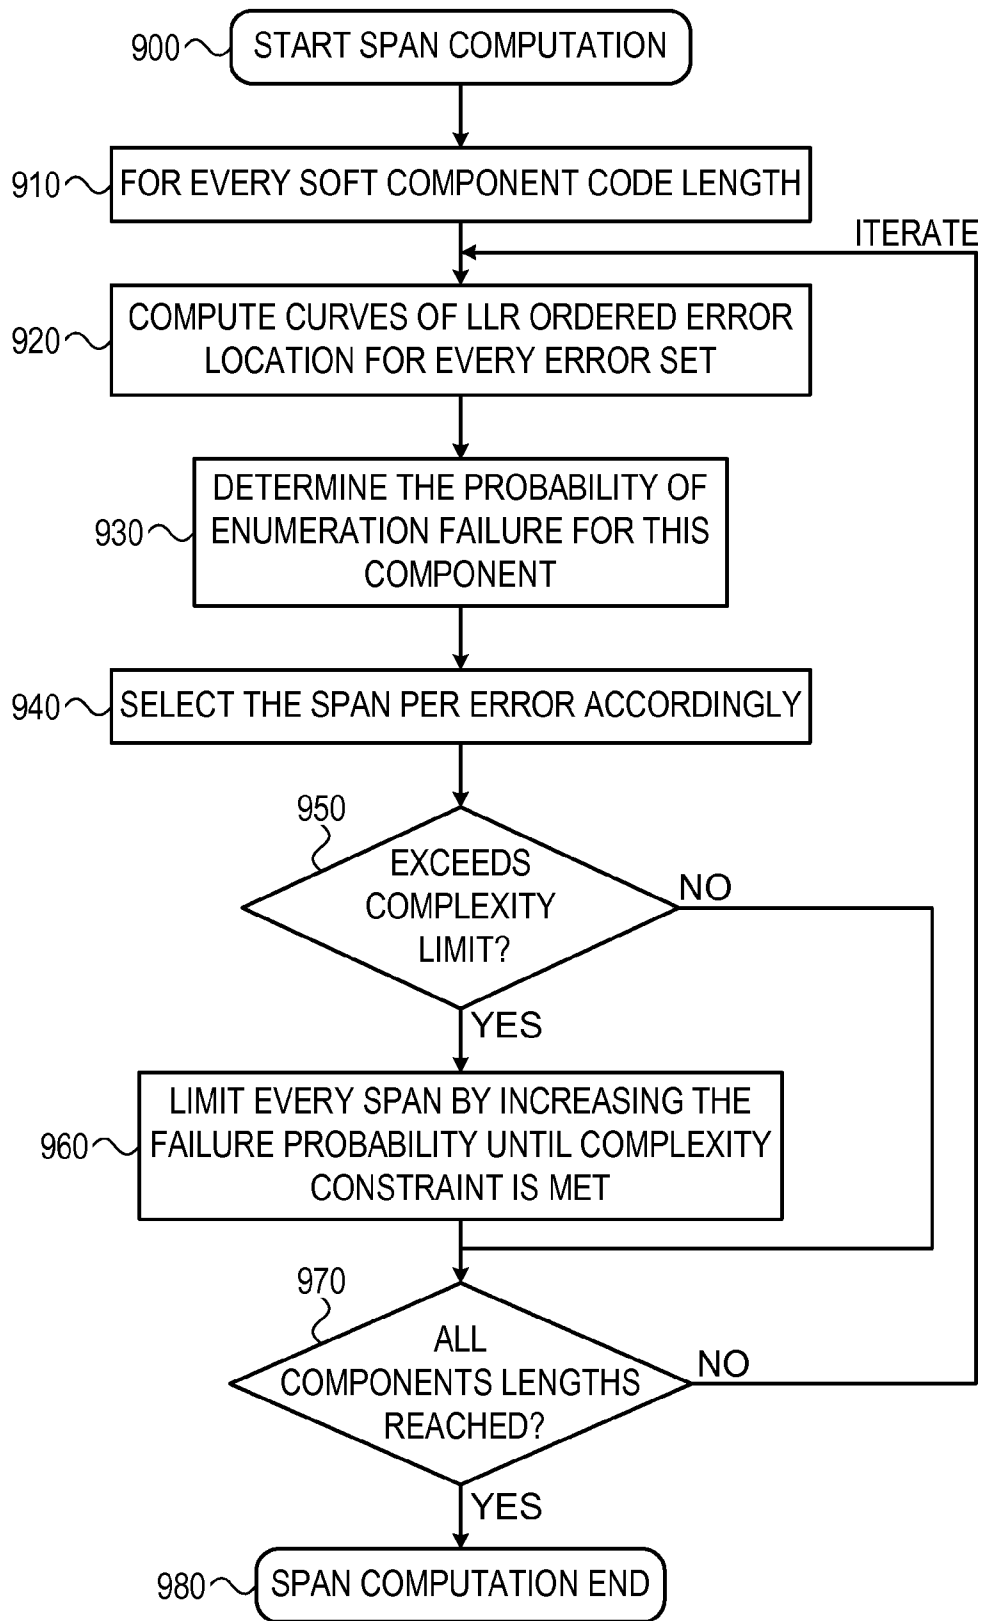 900
START SPAN COMPUTATION
910
FOR EVERY SOFT COMPONENT CODE LENGTH
ITERATE
920
COMPUTE CURVES OF LLR ORDERED ERROR
LOCATION FOR EVERY ERROR SET
930
DETERMINE THE PROBABILITY OF
ENUMERATION FAILURE FOR THIS
COMPONENT
940
SELECT THE SPAN PER ERROR ACCORDINGLY
950
EXCEEDS
COMPLEXITY
LIMIT?
NO
YES
960
LIMIT EVERY SPAN BY INCREASING THE
FAILURE PROBABILITY UNTIL COMPLEXITY
CONSTRAINT IS MET
970
ALL
COMPONENTS LENGTHS
REACHED?
NO
YES
980
SPAN COMPUTATION END